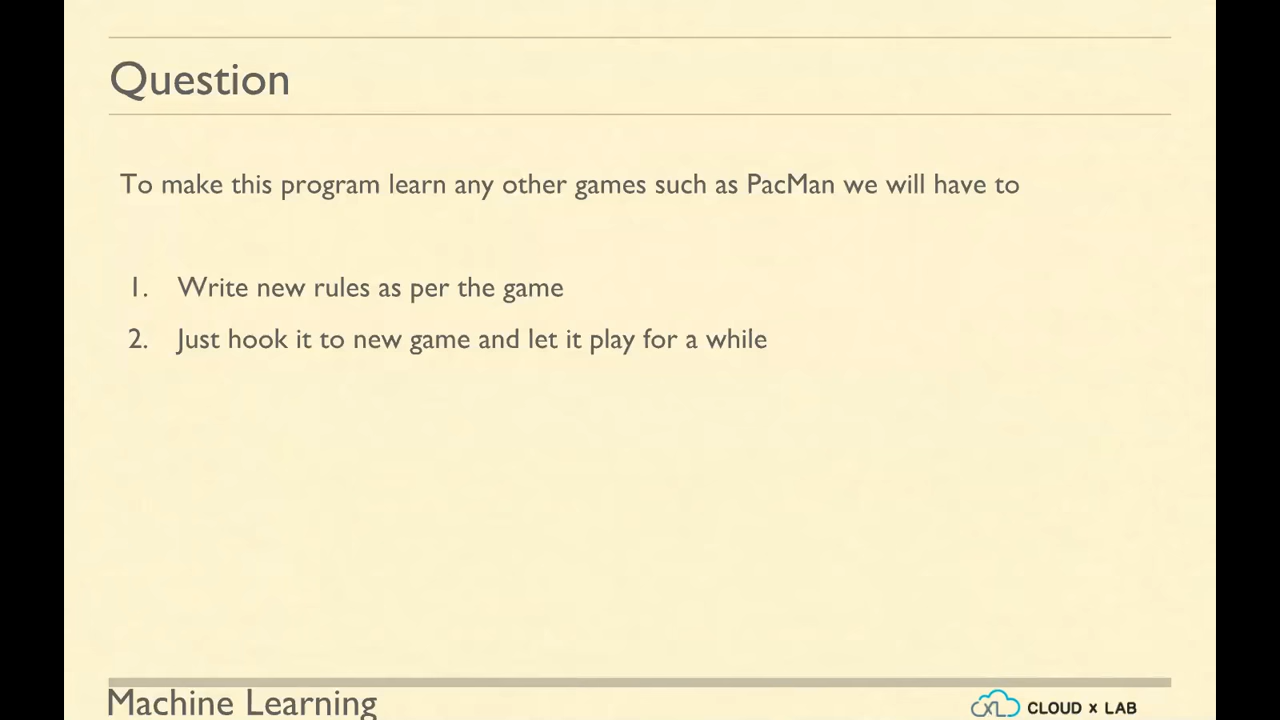 Question
To make this program learn any other games such as PacMan we will have to
1. Write new rules as per the game
2. Just hook it to new game and let it play for a while
Machine Learning
CLOUD x LAB